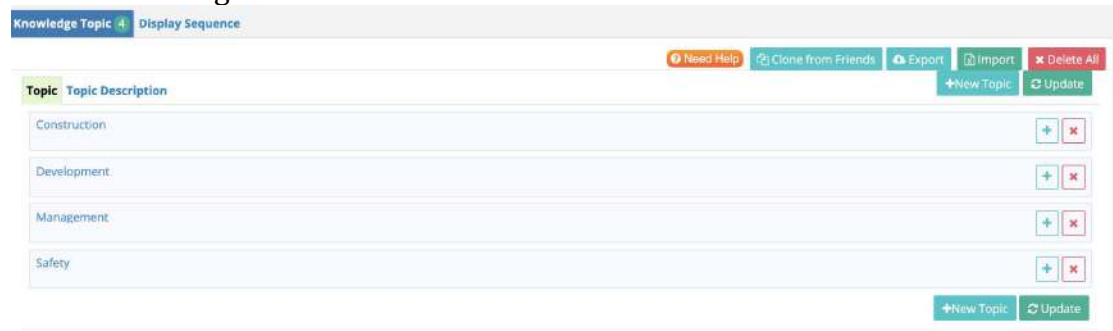 Knowledge Topic 4 Display Sequence
Need Help Clone from Friends Export Import Delete All
Topic Topic Description +New Topic Update
Construction
Development
Management
Safety
+New Topic Update